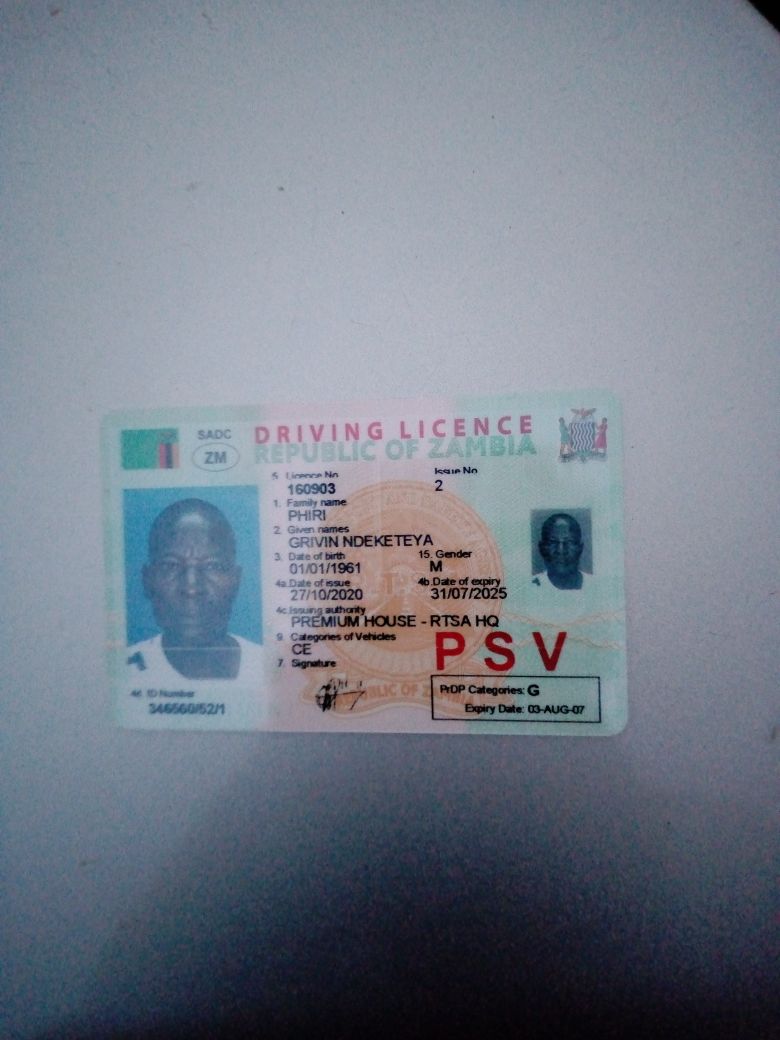 SADC
ZM
DRIVING LICENCE
REPUBLIC OF ZAMBIA
5. Licence No
160903
Issue No
2
1. Family name
PHIRI
2. Given names
GRIVIN NDEKETEYA
3. Date of birth
01/01/1961
15. Gender
M
4a.Date of issue
27/10/2020
4b.Date of expiry
31/07/2025
4c.Issuing authority
PREMIUM HOUSE - RTSA HQ
9. Categories of Vehicles
CE
7. Signature
P S V
4d. ID Number
346560/52/1
PrDP Categories: G
Expiry Date: 03-AUG-07